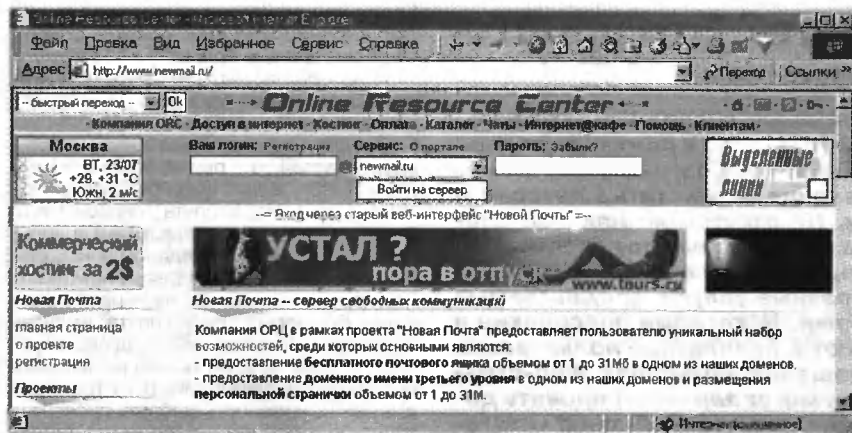 Online Resource Center - Microsoft Internet Explorer
Файл Правка Вид Избранное Сервис Справка
Адрес http://www.newmail.ru/ Переход Ссылки »
-- быстрый переход -- Ok Online Resource Center
· Компания ORC · Доступ в интернет · Хостинг · Оплата · Каталог · Чаты · Интернет@кафе · Помощь · Клиентам ·
Москва
ВТ, 23/07
+29..+31 °C
Южн, 2 м/с
Ваш логин: Регистрация Сервис: О портале Пароль: Забыли?
@ newmail.ru
Войти на сервер
Выделенные линии
--= Вход через старый веб-интерфейс "Новой Почты" =--
Коммерческий хостинг за 2$
УСТАЛ ?
пора в отпуск
www.tours.ru
Новая Почта
главная страница
о проекте
регистрация
Проекты
Новая Почта -- сервер свободных коммуникаций
Компания ОРЦ в рамках проекта "Новая Почта" предоставляет пользователю уникальный набор
возможностей, среди которых основными являются:
- предоставление бесплатного почтового ящика объемом от 1 до 31Мб в одном из наших доменов.
- предоставление доменного имени третьего уровня в одном из наших доменов и размещения
персональной странички объемом от 1 до 31М.
Интернет